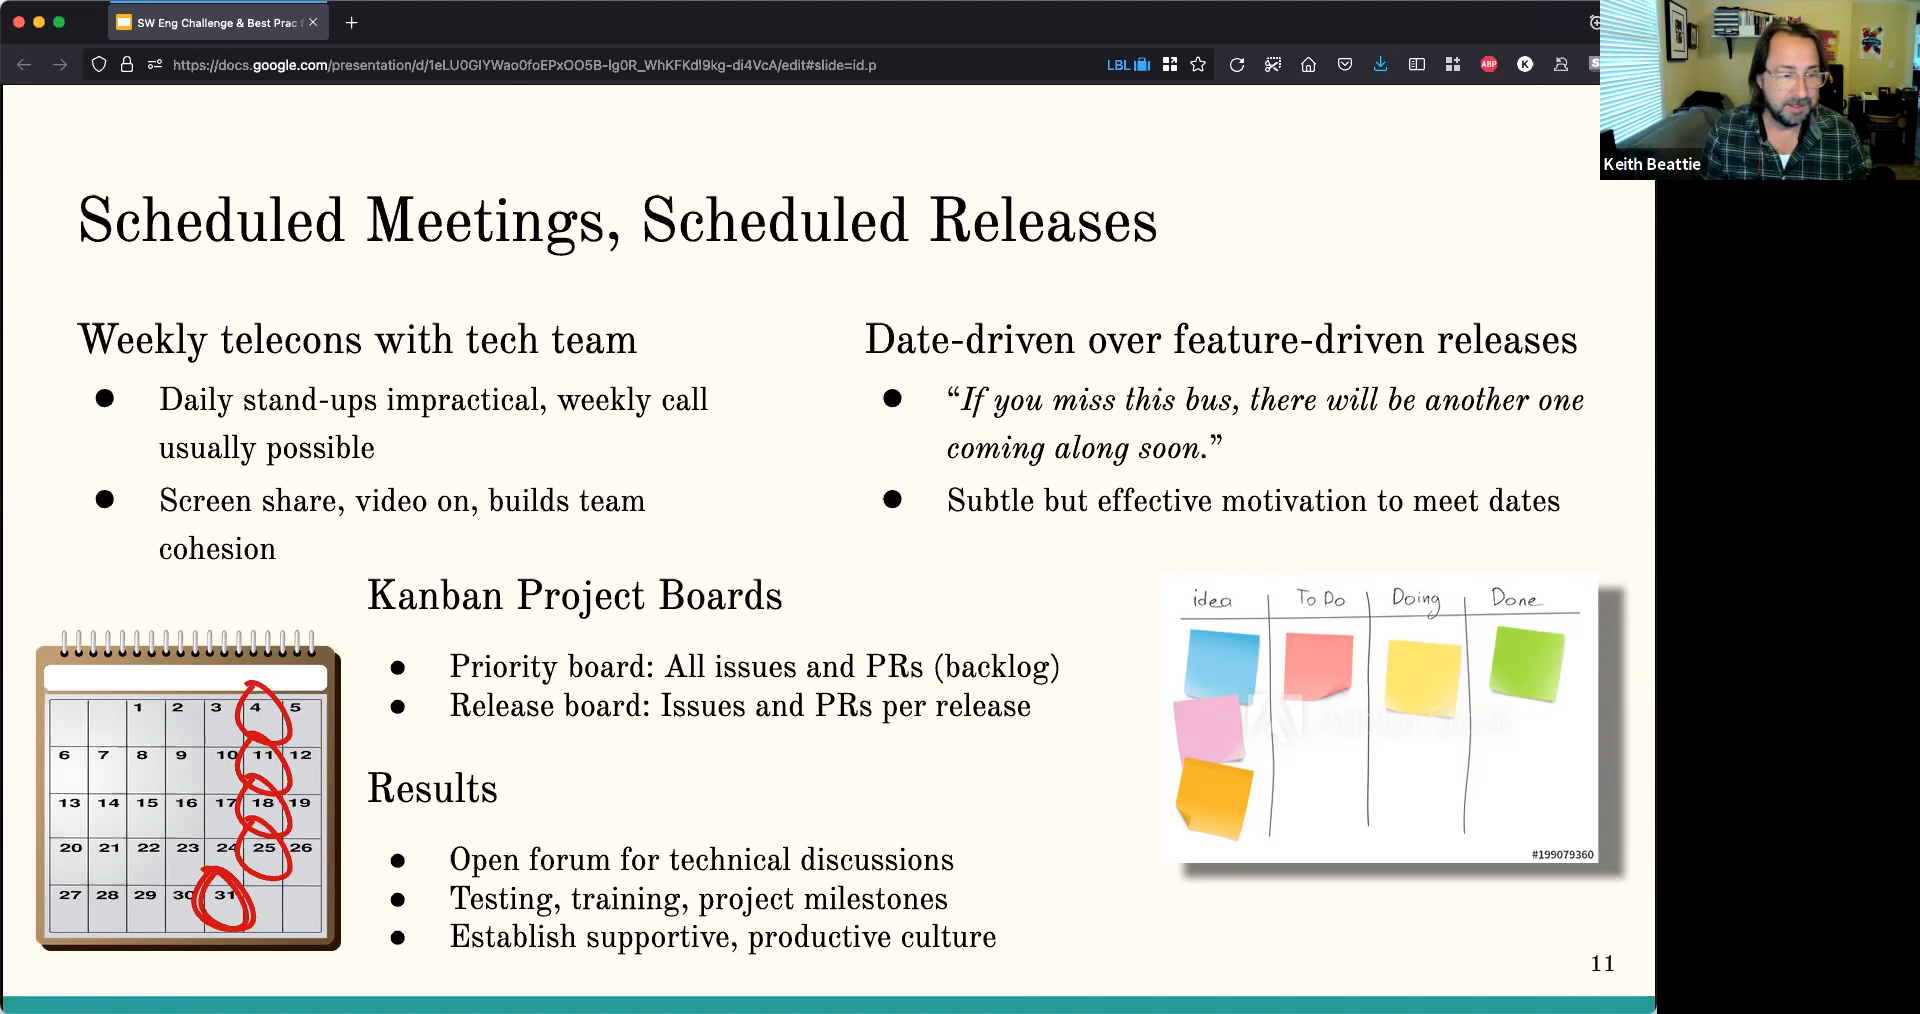 SW Eng Challenge & Best Prac f
https://docs.google.com/presentation/d/1eLU0GIYWao0foEPxOO5B-Ig0R_WhKFKdl9kg-di4VcA/edit#slide=id.p
LBL
ABP
K
S
Keith Beattie
Scheduled Meetings, Scheduled Releases
Weekly telecons with tech team
● Daily stand-ups impractical, weekly call
usually possible
● Screen share, video on, builds team
cohesion
Date-driven over feature-driven releases
● “If you miss this bus, there will be another one
coming along soon.”
● Subtle but effective motivation to meet dates
Kanban Project Boards
● Priority board: All issues and PRs (backlog)
● Release board: Issues and PRs per release
Results
● Open forum for technical discussions
● Testing, training, project milestones
● Establish supportive, productive culture
1 2 3 4 5
6 7 8 9 10 11 12
13 14 15 16 17 18 19
20 21 22 23 24 25 26
27 28 29 30 31
idea To Do Doing Done
#199079360
11